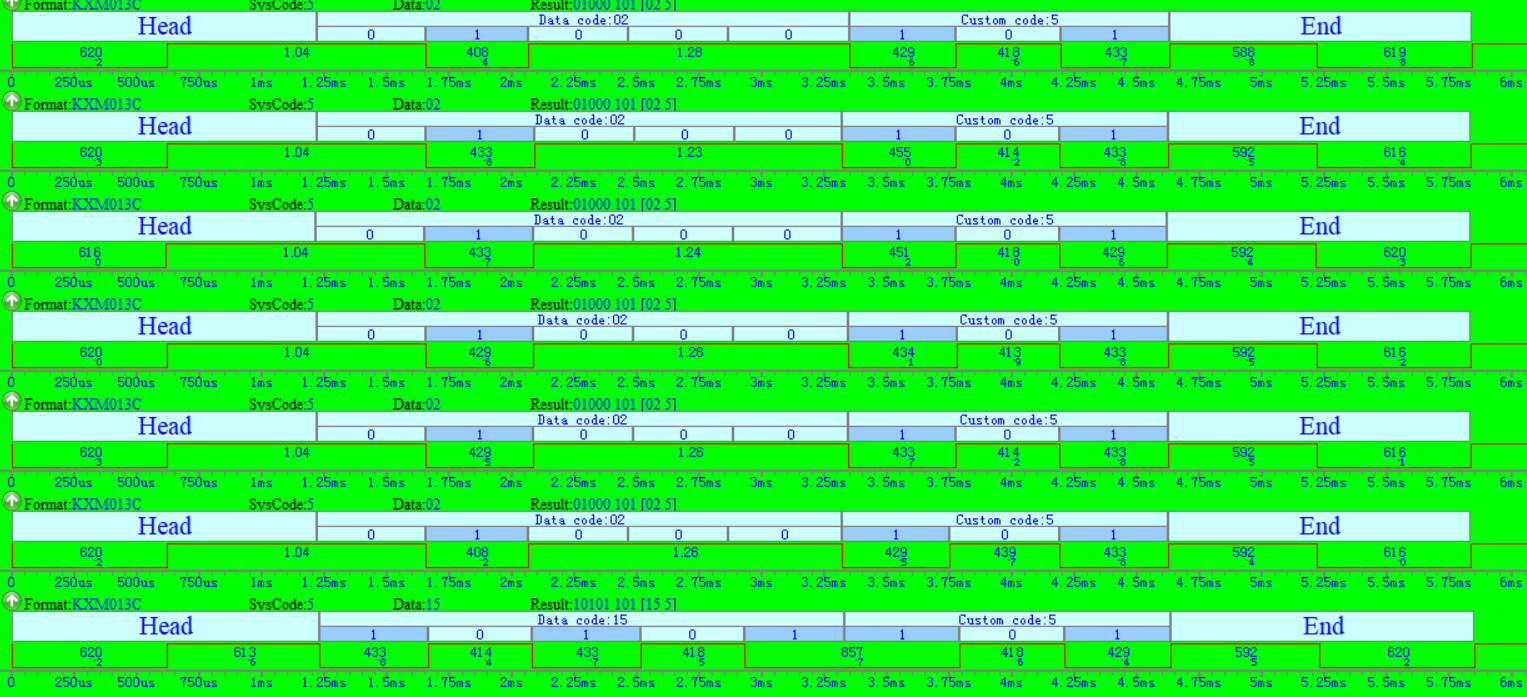 Format:KXM013C SysCode:5 Data:02 Result:01000 101 [02 5]
Head Data code:02 Custom code:5 End
0 1 0 0 0 1 0 1
620.2 1.04 408.4 1.28 429.6 418.6 433.7 588.8 619.8
0 250us 500us 750us 1ms 1.25ms 1.5ms 1.75ms 2ms 2.25ms 2.5ms 2.75ms 3ms 3.25ms 3.5ms 3.75ms 4ms 4.25ms 4.5ms 4.75ms 5ms 5.25ms 5.5ms 5.75ms 6ms
Format:KXM013C SysCode:5 Data:02 Result:01000 101 [02 5]
Head Data code:02 Custom code:5 End
0 1 0 0 0 1 0 1
620.3 1.04 433.8 1.23 455.0 414.2 433.8 592.5 616.4
0 250us 500us 750us 1ms 1.25ms 1.5ms 1.75ms 2ms 2.25ms 2.5ms 2.75ms 3ms 3.25ms 3.5ms 3.75ms 4ms 4.25ms 4.5ms 4.75ms 5ms 5.25ms 5.5ms 5.75ms 6ms
Format:KXM013C SysCode:5 Data:02 Result:01000 101 [02 5]
Head Data code:02 Custom code:5 End
0 1 0 0 0 1 0 1
616.0 1.04 433.7 1.24 451.2 418.0 429.6 592.4 620.3
0 250us 500us 750us 1ms 1.25ms 1.5ms 1.75ms 2ms 2.25ms 2.5ms 2.75ms 3ms 3.25ms 3.5ms 3.75ms 4ms 4.25ms 4.5ms 4.75ms 5ms 5.25ms 5.5ms 5.75ms 6ms
Format:KXM013C SysCode:5 Data:02 Result:01000 101 [02 5]
Head Data code:02 Custom code:5 End
0 1 0 0 0 1 0 1
620.0 1.04 429.6 1.26 434.1 413.9 433.8 592.5 616.2
0 250us 500us 750us 1ms 1.25ms 1.5ms 1.75ms 2ms 2.25ms 2.5ms 2.75ms 3ms 3.25ms 3.5ms 3.75ms 4ms 4.25ms 4.5ms 4.75ms 5ms 5.25ms 5.5ms 5.75ms 6ms
Format:KXM013C SysCode:5 Data:02 Result:01000 101 [02 5]
Head Data code:02 Custom code:5 End
0 1 0 0 0 1 0 1
620.3 1.04 429.5 1.26 433.7 414.2 433.8 592.5 616.1
0 250us 500us 750us 1ms 1.25ms 1.5ms 1.75ms 2ms 2.25ms 2.5ms 2.75ms 3ms 3.25ms 3.5ms 3.75ms 4ms 4.25ms 4.5ms 4.75ms 5ms 5.25ms 5.5ms 5.75ms 6ms
Format:KXM013C SysCode:5 Data:02 Result:01000 101 [02 5]
Head Data code:02 Custom code:5 End
0 1 0 0 0 1 0 1
620.2 1.04 408.2 1.26 429.5 439.7 433.8 592.4 616.0
0 250us 500us 750us 1ms 1.25ms 1.5ms 1.75ms 2ms 2.25ms 2.5ms 2.75ms 3ms 3.25ms 3.5ms 3.75ms 4ms 4.25ms 4.5ms 4.75ms 5ms 5.25ms 5.5ms 5.75ms 6ms
Format:KXM013C SysCode:5 Data:15 Result:10101 101 [15 5]
Head Data code:15 Custom code:5 End
1 0 1 0 1 1 0 1
620.2 613.6 433.8 414.4 433.7 418.5 857.7 418.6 429.4 592.5 620.2
0 250us 500us 750us 1ms 1.25ms 1.5ms 1.75ms 2ms 2.25ms 2.5ms 2.75ms 3ms 3.25ms 3.5ms 3.75ms 4ms 4.25ms 4.5ms 4.75ms 5ms 5.25ms 5.5ms 5.75ms 6ms